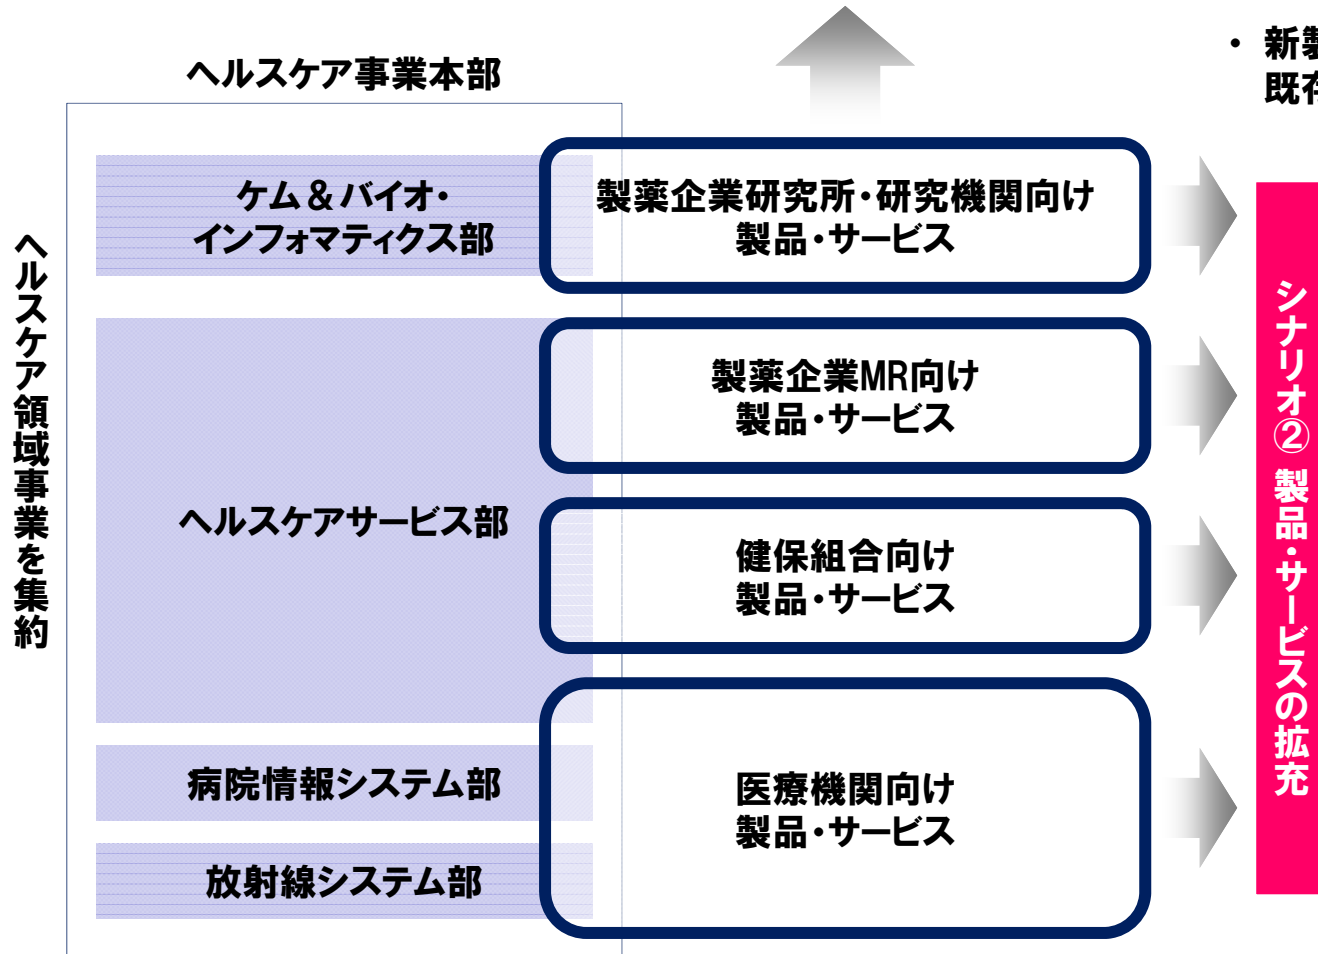 ・ 新製
既存
ヘルスケア事業本部
ヘルスケア領域事業を集約
ケム＆バイオ・
インフォマティクス部
製薬企業研究所・研究機関向け
製品・サービス
製薬企業MR向け
製品・サービス
ヘルスケアサービス部
健保組合向け
製品・サービス
病院情報システム部
医療機関向け
製品・サービス
放射線システム部
シナリオ② 製品・サービスの拡充